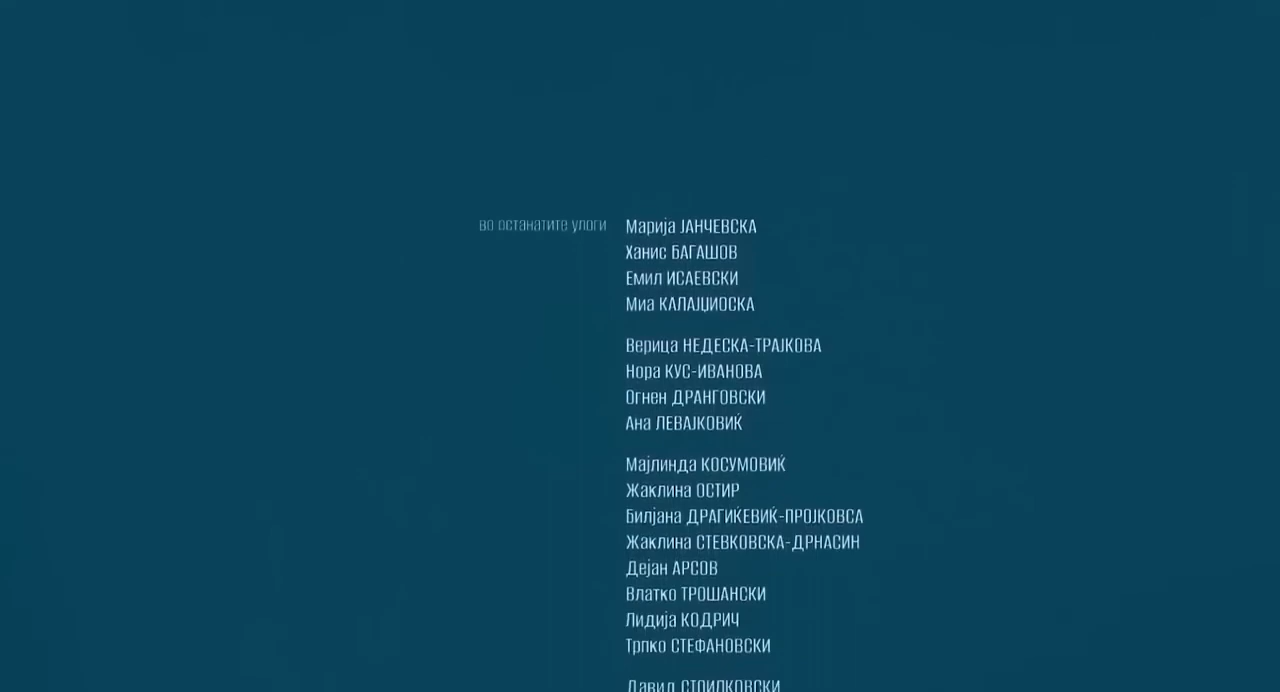 во останатите улоги Марија ЈАНЧЕВСКА
Ханис БАГАШОВ
Емил ИСАЕВСКИ
Миа КАЛАЏИОСКА
Верица НЕДЕСКА-ТРАЈКОВА
Нора КУС-ИВАНОВА
Огнен ДРАНГОВСКИ
Ана ЛЕВАЈКОВИЌ
Мајлинда КОСУМОВИЌ
Жаклина ОСТИР
Билјана ДРАГИЌЕВИЌ-ПРОЈКОВСА
Жаклина СТЕВКОВСКА-ДРНАСИН
Дејан АРСОВ
Влатко ТРОШАНСКИ
Лидија КОДРИЧ
Трпко СТЕФАНОВСКИ
Давид СТОИЛКОВСКИ